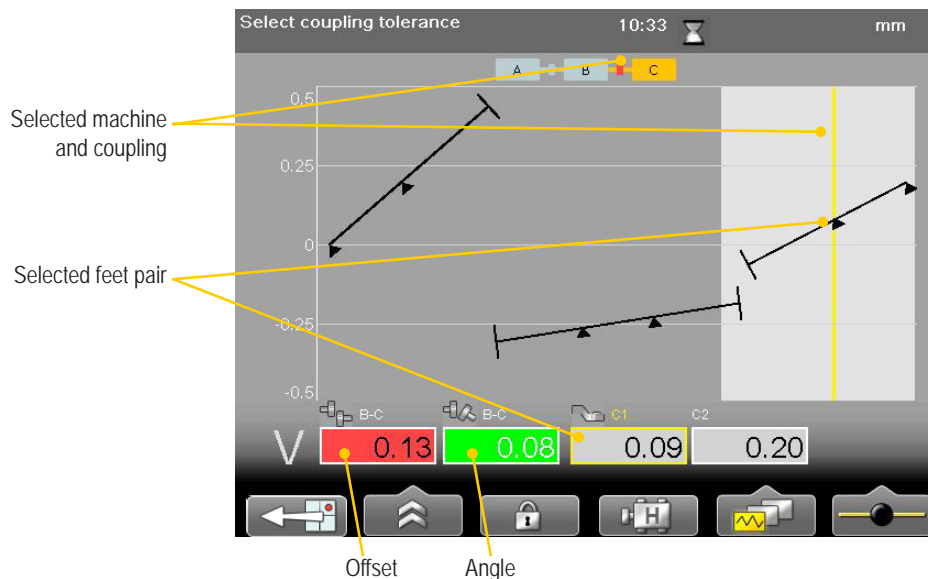 Select coupling tolerance 10:33 mm
A B C
Selected machine
and coupling
0.5
0.25
0
-0.25
-0.5
Selected feet pair
B-C B-C C1 C2
V 0.13 0.08 0.09 0.20
H
Offset Angle